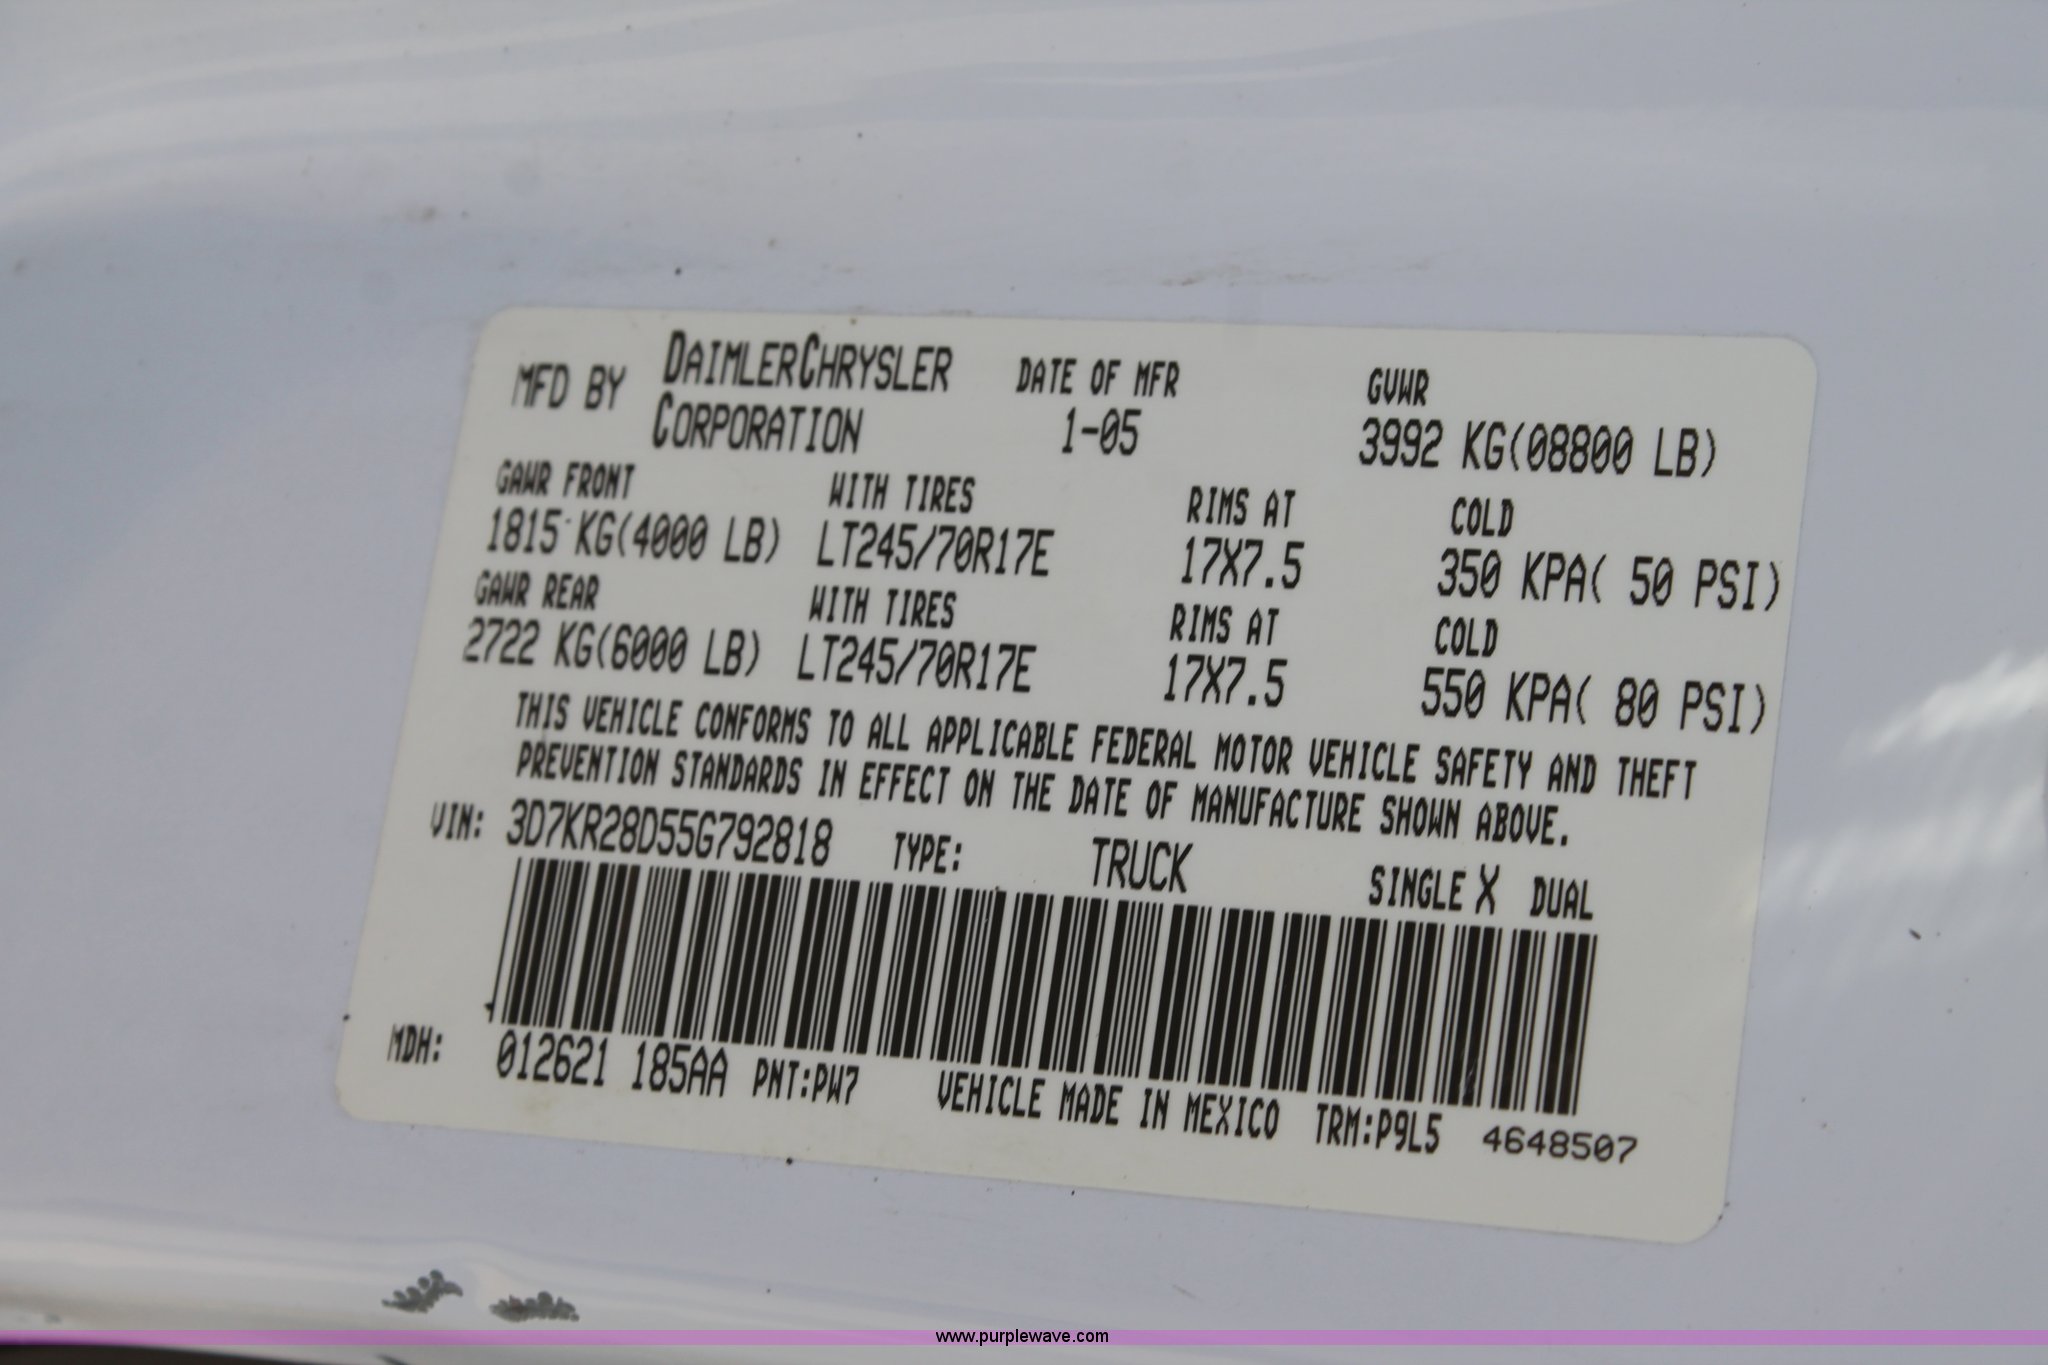 MFD BY DAIMLERCHRYSLER CORPORATION DATE OF MFR 1-05 GVWR 3992 KG(08800 LB)
GAWR FRONT WITH TIRES RIMS AT COLD
1815 KG(4000 LB) LT245/70R17E 17X7.5 350 KPA( 50 PSI)
GAWR REAR WITH TIRES RIMS AT COLD
2722 KG(6000 LB) LT245/70R17E 17X7.5 550 KPA( 80 PSI)
THIS VEHICLE CONFORMS TO ALL APPLICABLE FEDERAL MOTOR VEHICLE SAFETY AND THEFT
PREVENTION STANDARDS IN EFFECT ON THE DATE OF MANUFACTURE SHOWN ABOVE.
VIN: 3D7KR28D55G792818 TYPE: TRUCK SINGLE X DUAL
MDH: 012621 185AA PNT:PW7 VEHICLE MADE IN MEXICO TRM:P9L5 4648507
www.purplewave.com